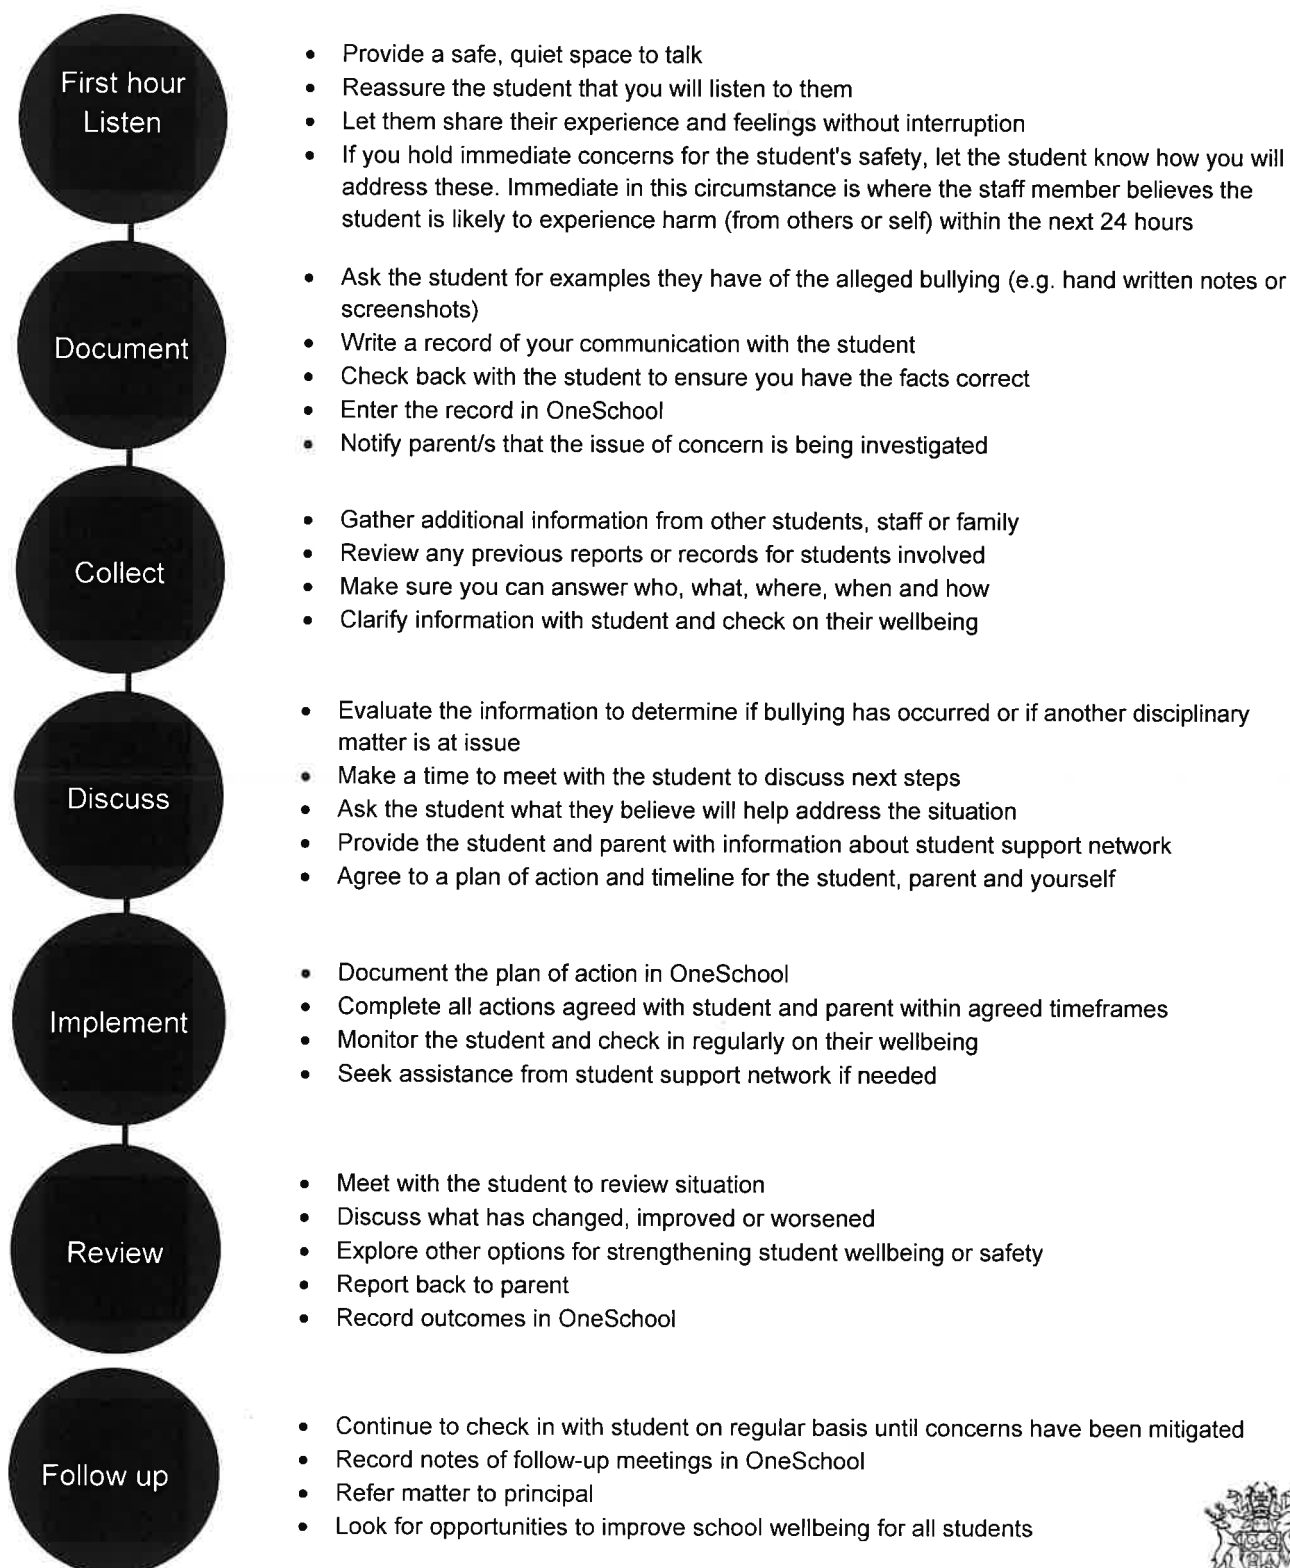 First hour
Listen
• Provide a safe, quiet space to talk
• Reassure the student that you will listen to them
• Let them share their experience and feelings without interruption
• If you hold immediate concerns for the student's safety, let the student know how you will
address these. Immediate in this circumstance is where the staff member believes the
student is likely to experience harm (from others or self) within the next 24 hours
Document
• Ask the student for examples they have of the alleged bullying (e.g. hand written notes or
screenshots)
• Write a record of your communication with the student
• Check back with the student to ensure you have the facts correct
• Enter the record in OneSchool
• Notify parent/s that the issue of concern is being investigated
Collect
• Gather additional information from other students, staff or family
• Review any previous reports or records for students involved
• Make sure you can answer who, what, where, when and how
• Clarify information with student and check on their wellbeing
Discuss
• Evaluate the information to determine if bullying has occurred or if another disciplinary
matter is at issue
• Make a time to meet with the student to discuss next steps
• Ask the student what they believe will help address the situation
• Provide the student and parent with information about student support network
• Agree to a plan of action and timeline for the student, parent and yourself
Implement
• Document the plan of action in OneSchool
• Complete all actions agreed with student and parent within agreed timeframes
• Monitor the student and check in regularly on their wellbeing
• Seek assistance from student support network if needed
Review
• Meet with the student to review situation
• Discuss what has changed, improved or worsened
• Explore other options for strengthening student wellbeing or safety
• Report back to parent
• Record outcomes in OneSchool
Follow up
• Continue to check in with student on regular basis until concerns have been mitigated
• Record notes of follow-up meetings in OneSchool
• Refer matter to principal
• Look for opportunities to improve school wellbeing for all students